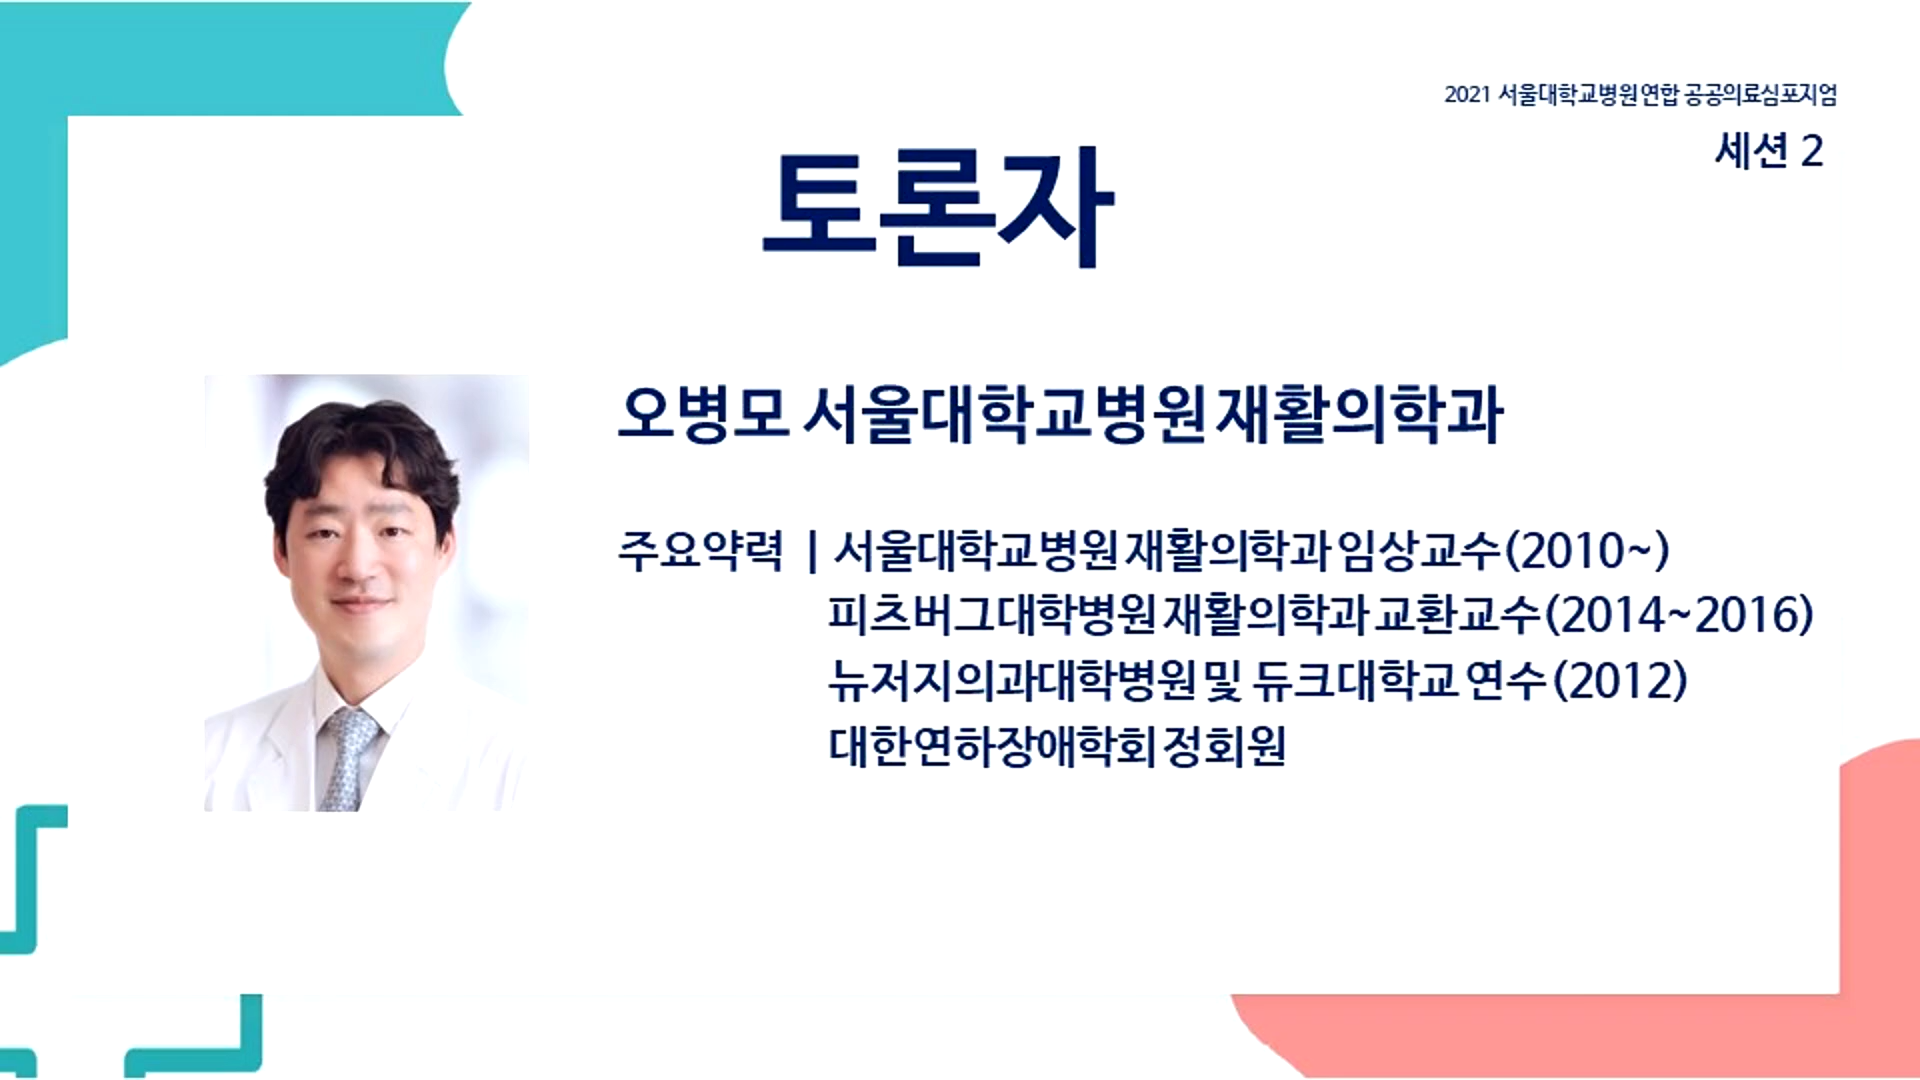 2021 서울대학교병원 연합 공공의료심포지엄
세션 2
토론자
오병모 서울대학교병원 재활의학과
주요약력 | 서울대학교병원 재활의학과 임상교수(2010~)
피츠버그대학병원 재활의학과 교환교수(2014~2016)
뉴저지의과대학병원 및 듀크대학교 연수(2012)
대한연하장애학회 정회원